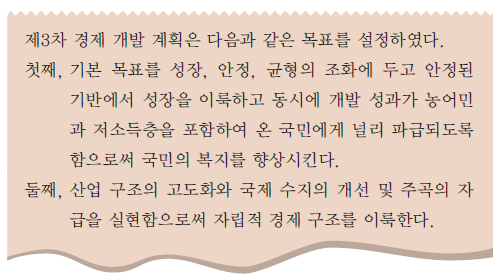 제3차 경제 개발 계획은 다음과 같은 목표를 설정하였다.
첫째, 기본 목표를 성장, 안정, 균형의 조화에 두고 안정된
기반에서 성장을 이룩하고 동시에 개발 성과가 농어민
과 저소득층을 포함하여 온 국민에게 널리 파급되도록
함으로써 국민의 복지를 향상시킨다.
둘째, 산업 구조의 고도화와 국제 수지의 개선 및 주곡의 자
급을 실현함으로써 자립적 경제 구조를 이룩한다.